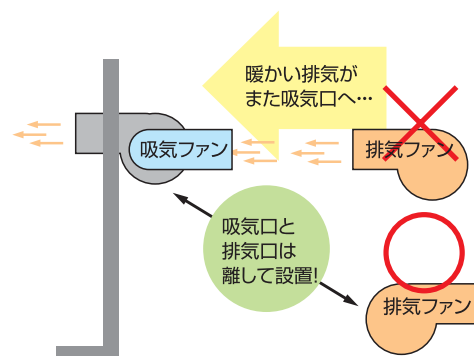 暖かい排気が
また吸気口へ…
吸気ファン
排気ファン
吸気口と
排気口は
離して設置!
排気ファン